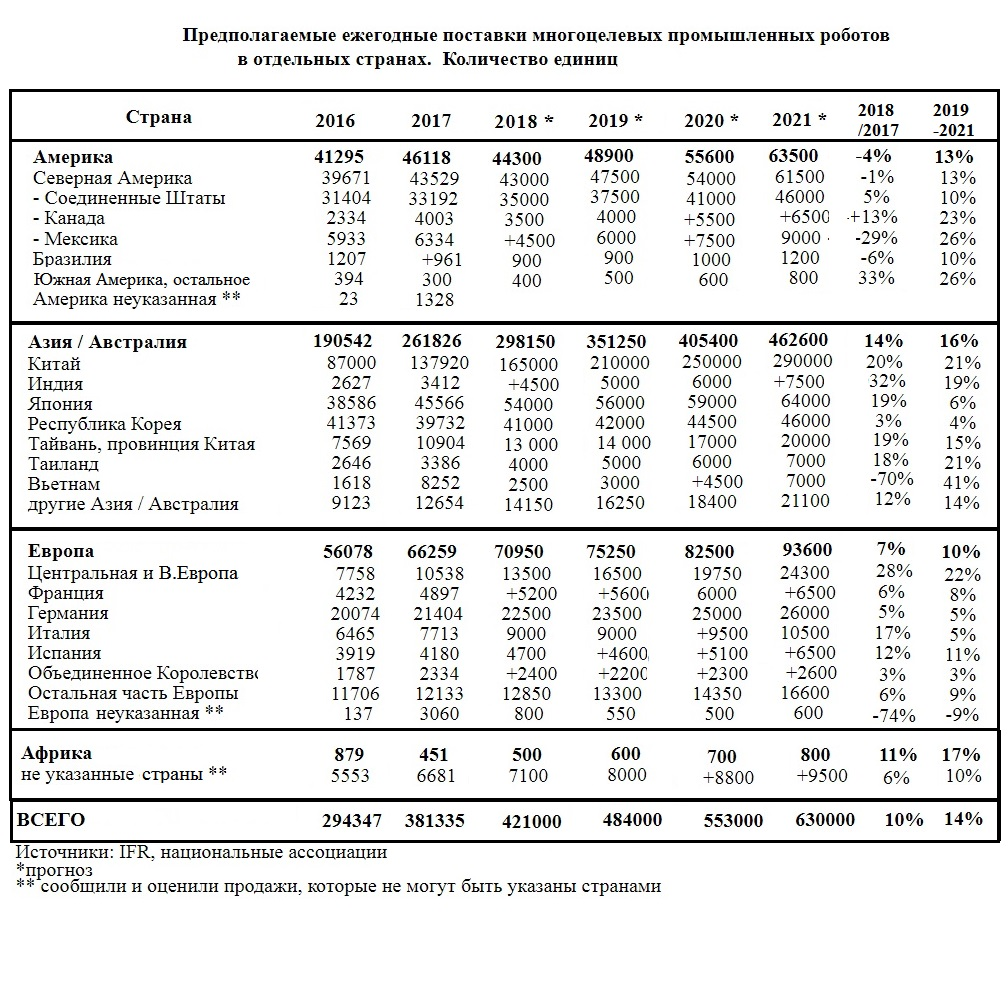 Предполагаемые ежегодные поставки многоцелевых промышленных роботов
в отдельных странах. Количество единиц
Страна 2016 2017 2018 * 2019 * 2020 * 2021 * 2018 /2017 2019 -2021
Америка 41295 46118 44300 48900 55600 63500 -4% 13%
Северная Америка 39671 43529 43000 47500 54000 61500 -1% 13%
- Соединенные Штаты 31404 33192 35000 37500 41000 46000 5% 10%
- Канада 2334 4003 3500 4000 +5500 +6500 -+13% 23%
- Мексика 5933 6334 +4500 6000 +7500 9000 -29% 26%
Бразилия 1207 +961 900 900 1000 1200 -6% 10%
Южная Америка, остальное 394 300 400 500 600 800 33% 26%
Америка неуказанная ** 23 1328
Азия / Австралия 190542 261826 298150 351250 405400 462600 14% 16%
Китай 87000 137920 165000 210000 250000 290000 20% 21%
Индия 2627 3412 +4500 5000 6000 +7500 32% 19%
Япония 38586 45566 54000 56000 59000 64000 19% 6%
Республика Корея 41373 39732 41000 42000 44500 46000 3% 4%
Тайвань, провинция Китая 7569 10904 13 000 14 000 17000 20000 19% 15%
Таиланд 2646 3386 4000 5000 6000 7000 18% 21%
Вьетнам 1618 8252 2500 3000 +4500 7000 -70% 41%
другие Азия / Австралия 9123 12654 14150 16250 18400 21100 12% 14%
Европа 56078 66259 70950 75250 82500 93600 7% 10%
Центральная и В.Европа 7758 10538 13500 16500 19750 24300 28% 22%
Франция 4232 4897 +5200 +5600 6000 +6500 6% 8%
Германия 20074 21404 22500 23500 25000 26000 5% 5%
Италия 6465 7713 9000 9000 +9500 10500 17% 5%
Испания 3919 4180 4700 +4600 +5100 +6500 12% 11%
Объединенное Королевство 1787 2334 +2400 +2200 +2300 +2600 3% 3%
Остальная часть Европы 11706 12133 12850 13300 14350 16600 6% 9%
Европа неуказанная ** 137 3060 800 550 500 600 -74% -9%
Африка 879 451 500 600 700 800 11% 17%
не указанные страны ** 5553 6681 7100 8000 +8800 +9500 6% 10%
ВСЕГО 294347 381335 421000 484000 553000 630000 10% 14%
Источники: IFR, национальные ассоциации
*прогноз
** сообщили и оценили продажи, которые не могут быть указаны странами